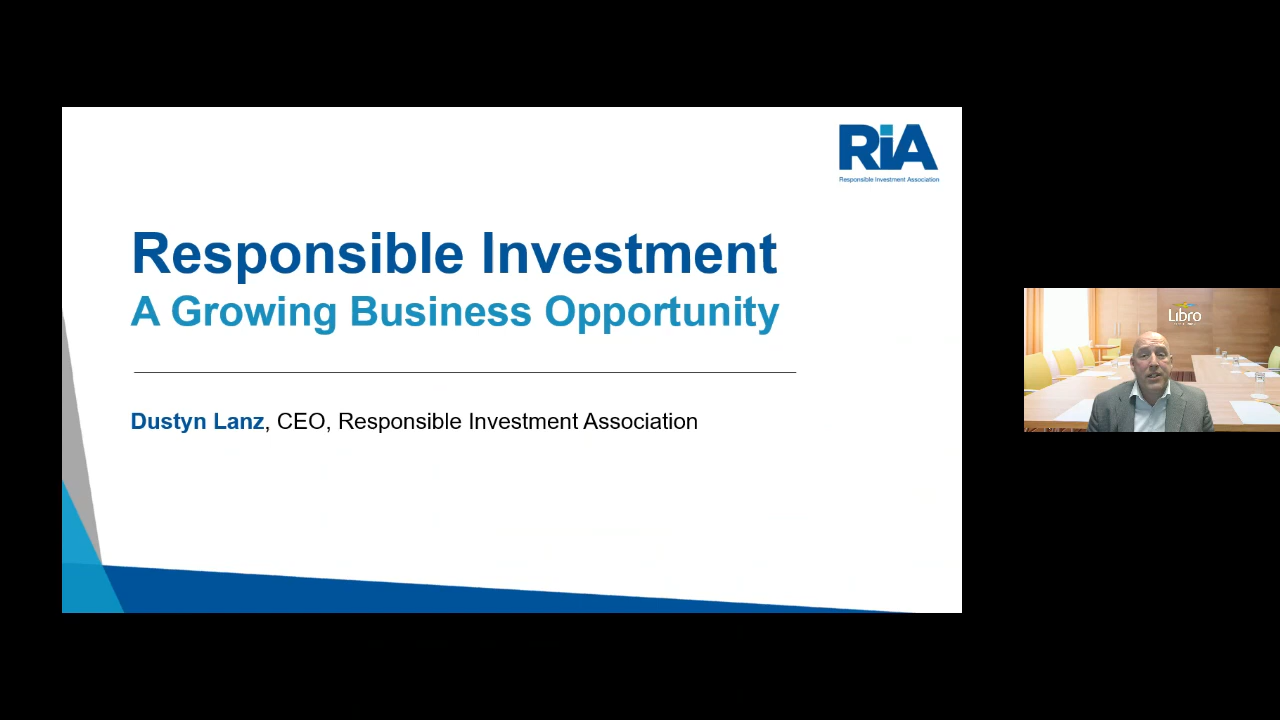 RiA
Responsible Investment Association
Responsible Investment
A Growing Business Opportunity
Dustyn Lanz, CEO, Responsible Investment Association
Libro